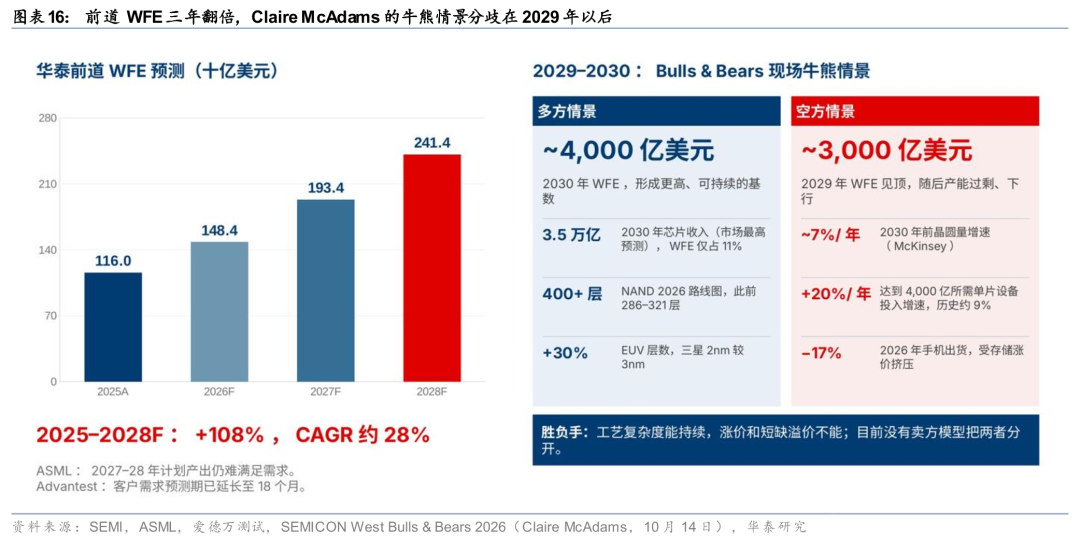 图表16： 前道 WFE 三年翻倍，Claire McAdams 的牛熊情景分歧在 2029 年以后
华泰前道 WFE 预测（十亿美元）
280
210
140
70
0
116.0
148.4
193.4
241.4
2025A
2026F
2027F
2028F
2025–2028F： +108% ，CAGR 约 28%
ASML： 2027–28 年计划产出仍难满足需求。
Advantest： 客户需求预测期已延长至 18 个月。
2029–2030： Bulls & Bears 现场牛熊情景
多方情景
~4,000 亿美元
2030 年 WFE ，形成更高、可持续的基
数
3.5 万亿
2030 年芯片收入（市场最高
预测），WFE 仅占 11%
400+ 层
NAND 2026 路线图，此前
286–321 层
+30%
EUV 层数，三星 2nm 较
3nm
空方情景
~3,000 亿美元
2029 年 WFE 见顶，随后产能过剩、下
行
~7%/ 年
2030 年前晶圆量增速
（McKinsey）
+20%/ 年
达到 4,000 亿所需单片设备
投入增速，历史约 9%
−17%
2026 年手机出货，受存储涨
价挤压
胜负手：工艺复杂度能持续，涨价和短缺溢价不能；目前没有卖方模型把两者分
开。
资料来源：SEMI，ASML，爱德万测试，SEMICON West Bulls & Bears 2026（Claire McAdams，10 月 14 日），华泰研究